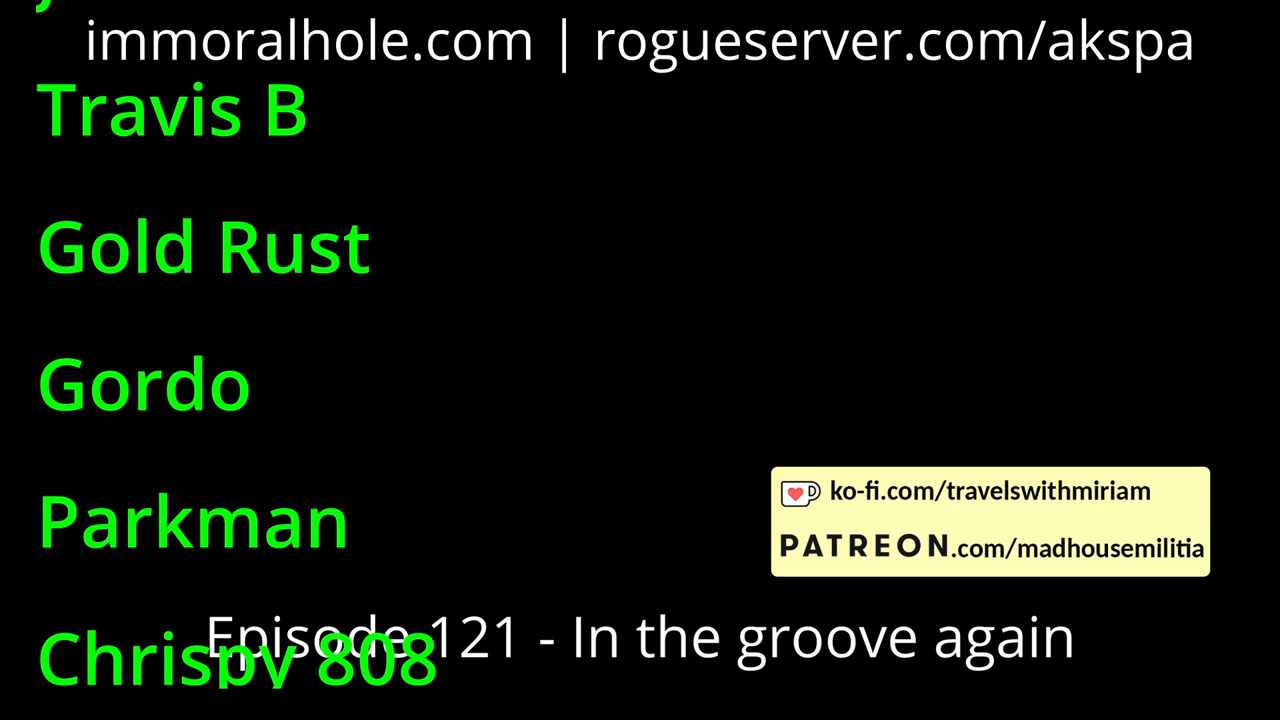 immoralhole.com | rogueserver.com/akspa
Travis B
Gold Rust
Gordo
Parkman
ko-fi.com/travelswithmiriam
PATREON.com/madhousemilitia
Episode 121 - In the groove again
Chrispy 808